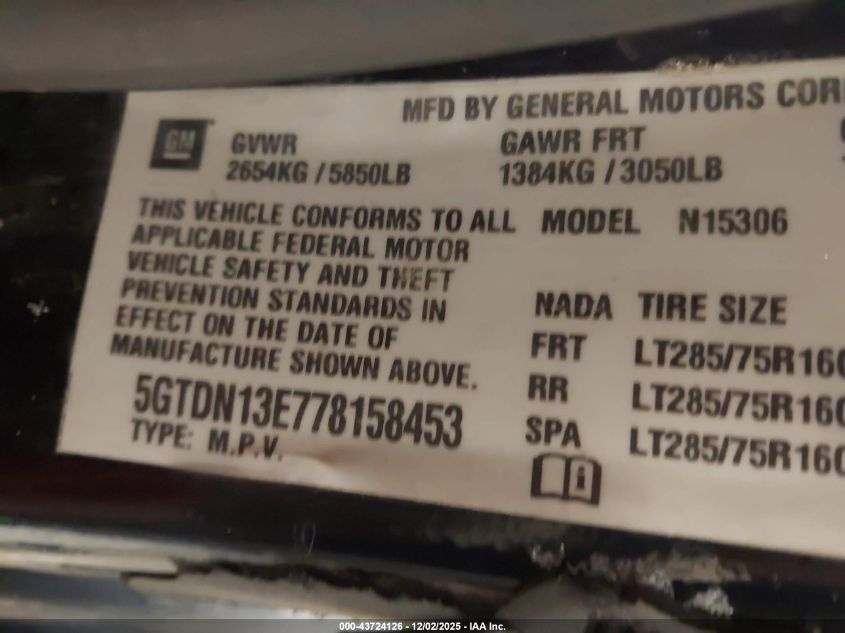 MFD BY GENERAL MOTORS COR
GM
GVWR GAWR FRT
2654KG / 5850LB 1384KG / 3050LB
THIS VEHICLE CONFORMS TO ALL MODEL N15306
APPLICABLE FEDERAL MOTOR
VEHICLE SAFETY AND THEFT
PREVENTION STANDARDS IN
EFFECT ON THE DATE OF
MANUFACTURE SHOWN ABOVE.
NADA TIRE SIZE
FRT LT285/75R16
RR LT285/75R16
SPA LT285/75R16
5GTDN13E778158453
TYPE: M.P.V.
i
000-43724126 - 12/02/2025 - IAA Inc.